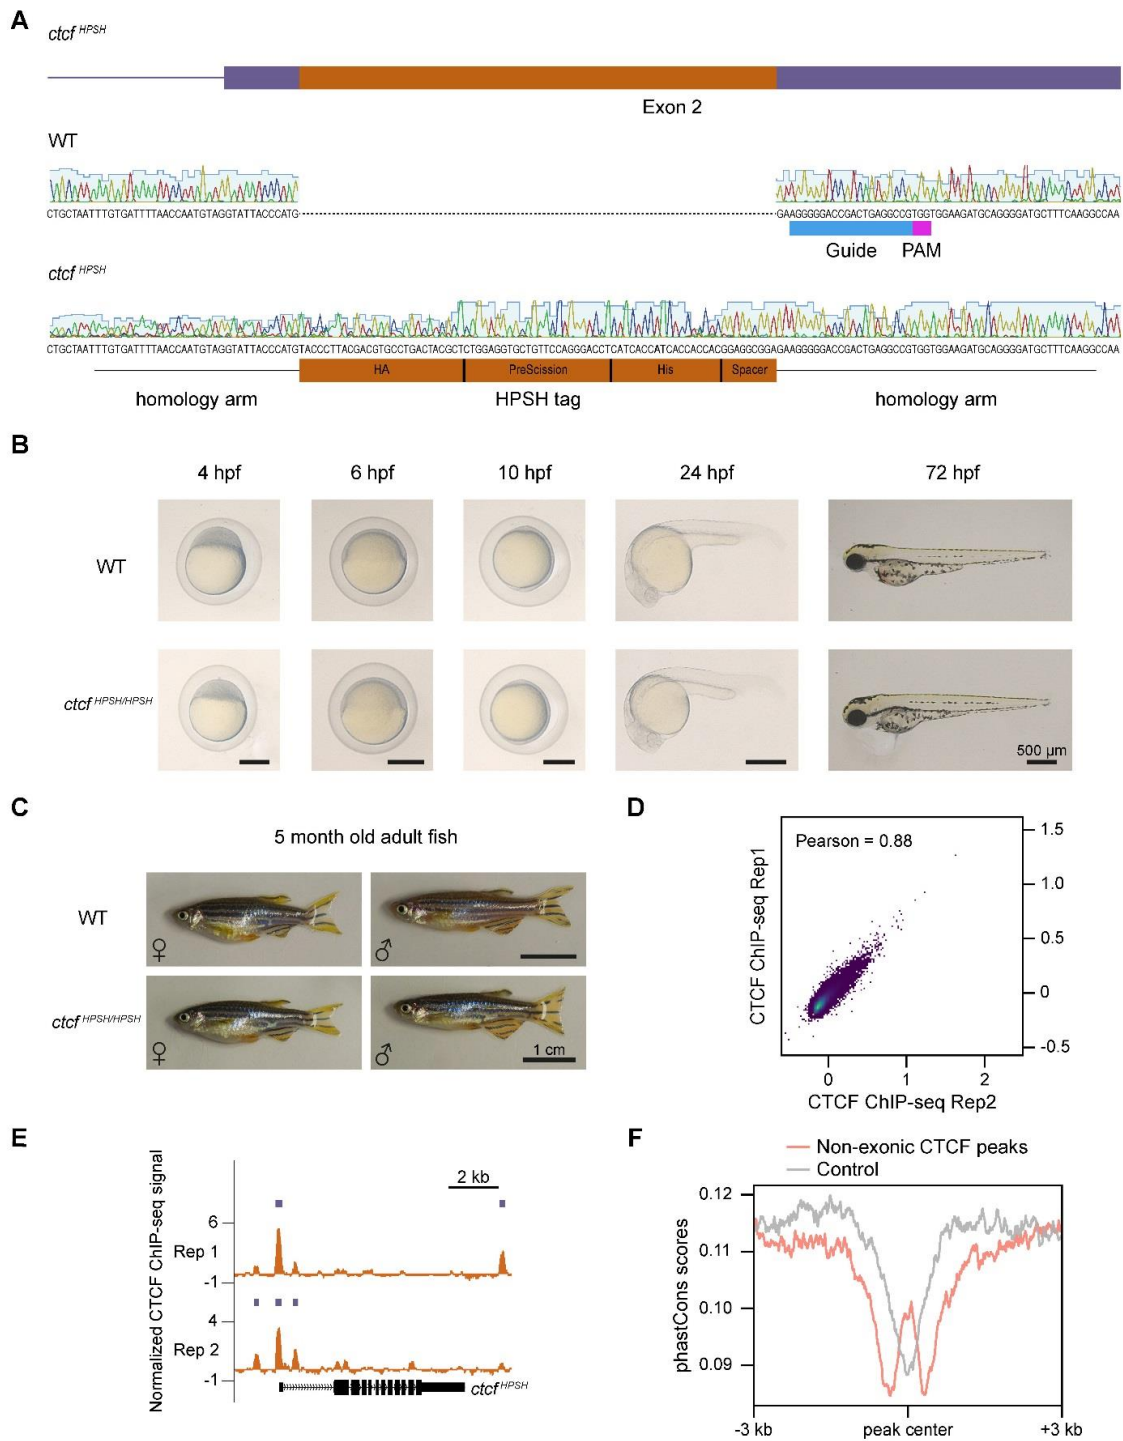 A
ctcf HPSH
Exon 2
WT
CTGCTAATTTGTGATTTTAACCAATGTAGGTATTACCCATG
GAAGGGGGACCGACTGAGGCCGTGGTGGAAGATGCAGGGGATGCTTTCAAGGCCAA
Guide PAM
ctcf HPSH
CTGCTAATTTGTGATTTTAACCAATGTAGGTATTACCCATGTACCCTTACGACGTGCCTGACTACGCTCTGGAGGTGCTGTTCCAGGGACCTCATCACCATCACCACCACGGAGGCGGAGAAGGGGGACCGACTGAGGCCGTGGTGGAAGATGCAGGGGATGCTTTCAAGGCCAA
HA PreScission His Spacer
homology arm HPSH tag homology arm
B
4 hpf 6 hpf 10 hpf 24 hpf 72 hpf
WT
ctcf HPSH/HPSH
500 µm
C
5 month old adult fish
WT
♀ ♂
ctcf HPSH/HPSH
♀ ♂
1 cm
D
Pearson = 0.88
CTCF ChIP-seq Rep1
1.5
1.0
0.5
0
-0.5
0 1 2
CTCF ChIP-seq Rep2
E
Normalized CTCF ChIP-seq signal
2 kb
6
Rep 1
-1
4
Rep 2
-1
ctcf HPSH
F
Non-exonic CTCF peaks
Control
phastCons scores
0.12
0.11
0.10
0.09
-3 kb peak center +3 kb